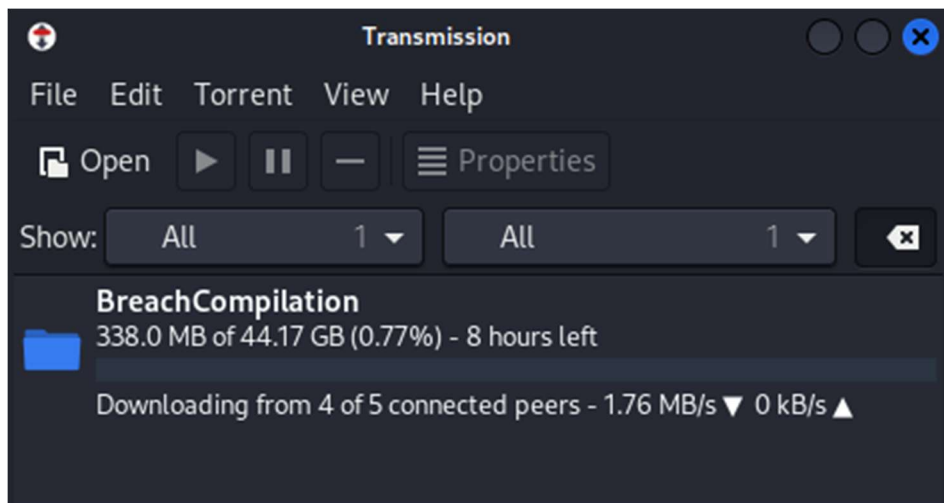 Transmission
File Edit Torrent View Help
Open Properties
Show: All 1 All 1
BreachCompilation
338.0 MB of 44.17 GB (0.77%) - 8 hours left
Downloading from 4 of 5 connected peers - 1.76 MB/s ▼ 0 kB/s ▲